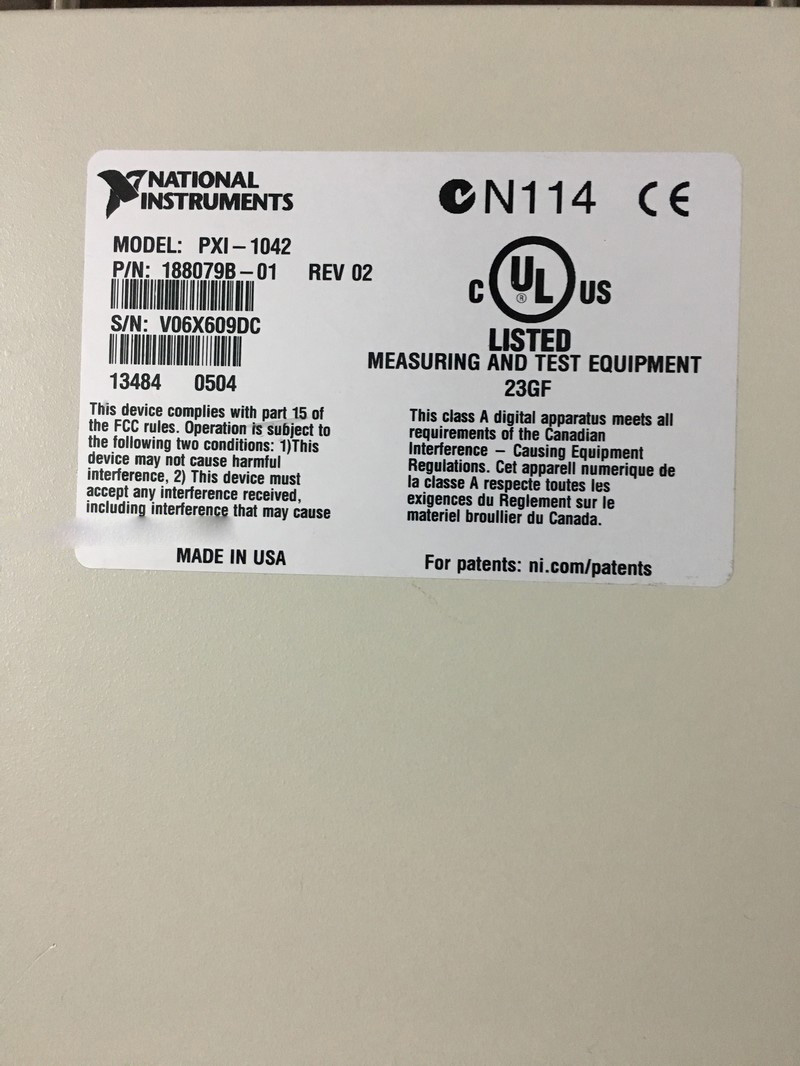 NATIONAL
INSTRUMENTS
N114 CE
MODEL: PXI-1042
P/N: 188079B-01 REV 02
S/N: V06X609DC
13484 0504
C UL ® US
LISTED
MEASURING AND TEST EQUIPMENT
23GF
This device complies with part 15 of
the FCC rules. Operation is subject to
the following two conditions: 1)This
device may not cause harmful
interference, 2) This device must
accept any interference received,
including interference that may cause
This class A digital apparatus meets all
requirements of the Canadian
Interference – Causing Equipment
Regulations. Cet apparell numerique de
la classe A respecte toutes les
exigences du Reglement sur le
materiel broullier du Canada.
MADE IN USA
For patents: ni.com/patents